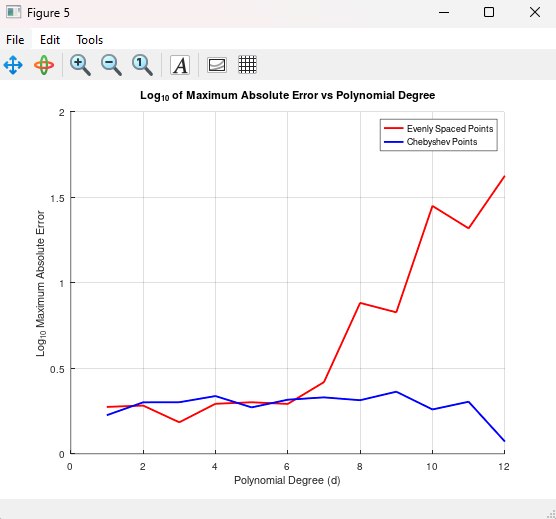 Figure 5
File Edit Tools
1 A
Log10 of Maximum Absolute Error vs Polynomial Degree
Evenly Spaced Points
Chebyshev Points
Log10 Maximum Absolute Error
2
1.5
1
0.5
0
0 2 4 6 8 10 12
Polynomial Degree (d)